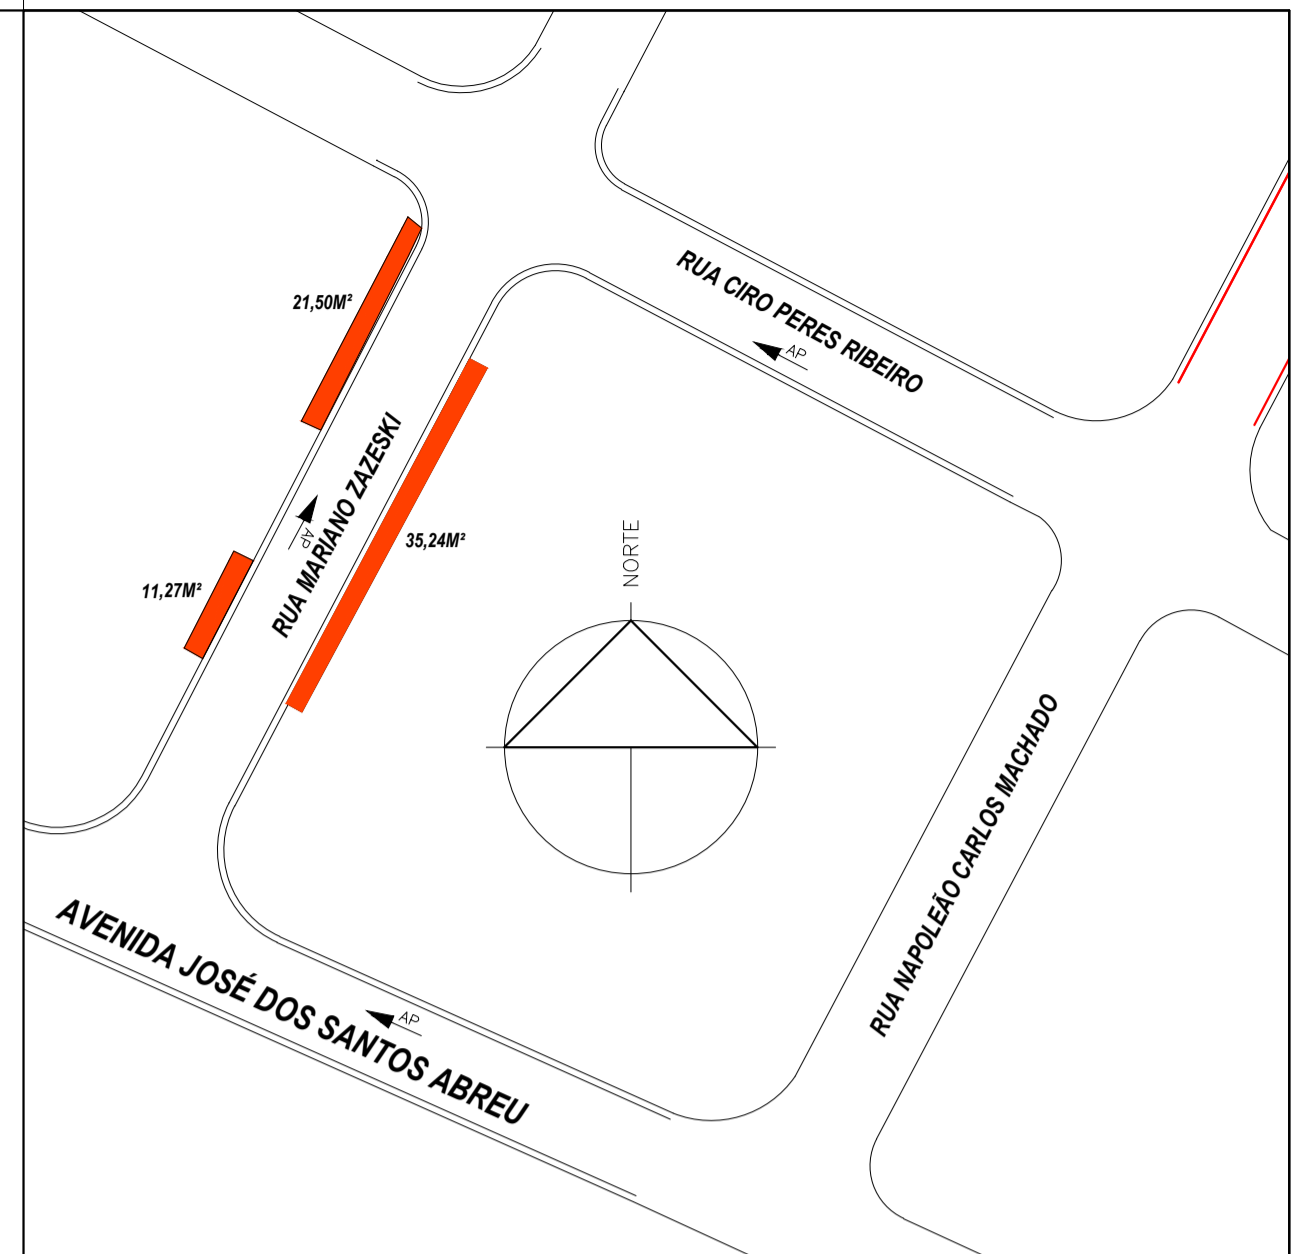 RUA CIRO PERES RIBEIRO
21,50M²
AP
RUA MARIANO ZAZESKI
AP
35,24M²
11,27M²
NORTE
RUA NAPOLEÃO CARLOS MACHADO
AVENIDA JOSÉ DOS SANTOS ABREU
AP